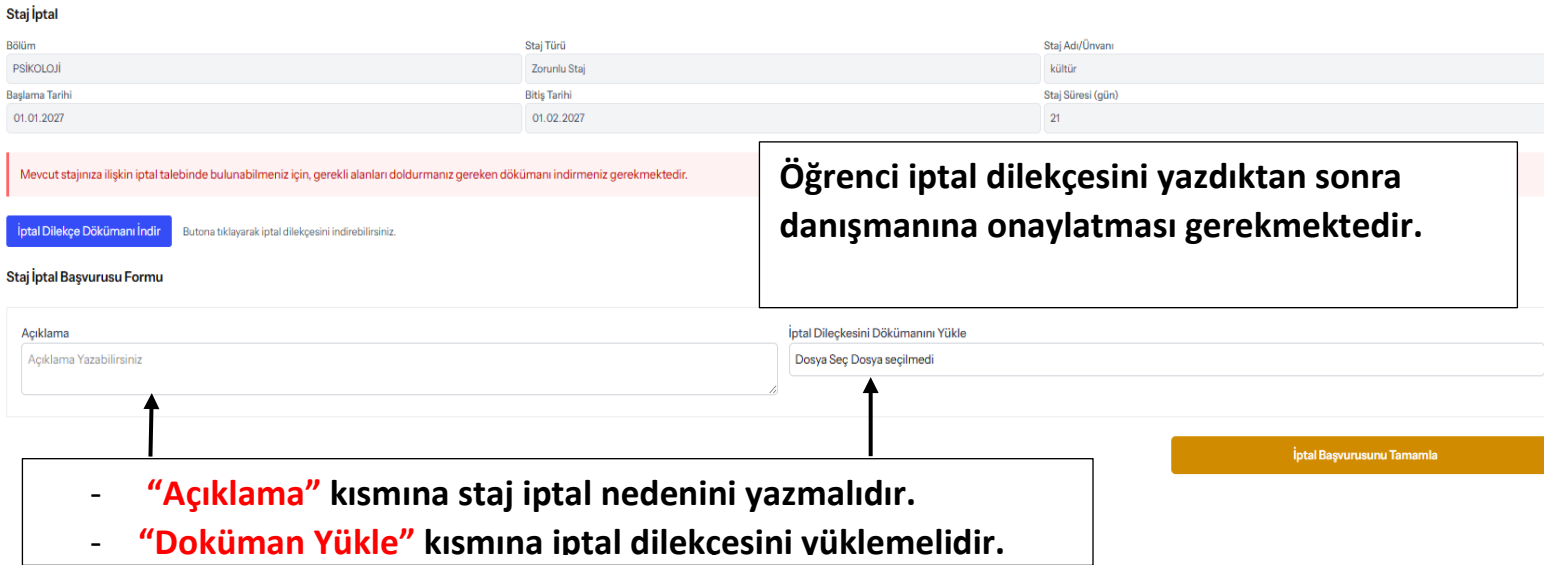 Staj İptal
Bölüm
Staj Türü
Staj Adı/Ünvanı
PSİKOLOJİ
Zorunlu Staj
kültür
Başlama Tarihi
Bitiş Tarihi
Staj Süresi (gün)
01.01.2027
01.02.2027
21
Mevcut stajınıza ilişkin iptal talebinde bulunabilmeniz için, gerekli alanları doldurmanız gereken dökümanı indirmeniz gerekmektedir.
Öğrenci iptal dilekçesini yazdıktan sonra
danışmanına onaylatması gerekmektedir.
İptal Dilekçe Dökümanı İndir
Butona tıklayarak iptal dilekçesini indirebilirsiniz.
Staj İptal Başvurusu Formu
Açıklama
İptal Dileçkesini Dökümanını Yükle
Açıklama Yazabilirsiniz
Dosya Seç Dosya seçilmedi
İptal Başvurusunu Tamamla
- “Açıklama” kısmına staj iptal nedenini yazmalıdır.
- “Doküman Yükle” kısmına iptal dilekçesini yüklemelidir.